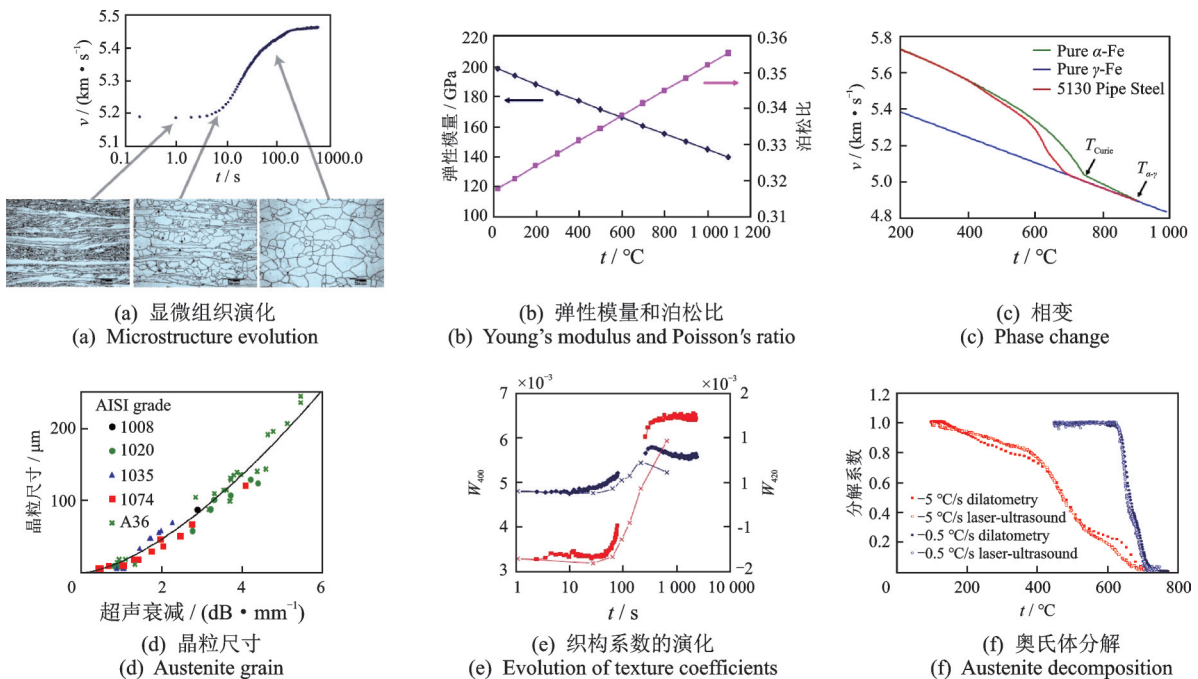 5.5
5.4
5.3
5.2
5.1
v / (km · s⁻¹)
0.1 1.0 10.0 100.0 1000.0
t / s
(a) 显微组织演化
(a) Microstructure evolution
220
200
180
160
140
120
100
弹性模量 / GPa
0.36
0.35
0.34
0.33
0.32
0.31
泊松比
0 200 400 600 800 1 000
t / °C
(b) 弹性模量和泊松比
(b) Young's modulus and Poisson's ratio
5.8
5.6
5.4
5.2
5.0
4.8
v / (km · s⁻¹)
Pure α-Fe
Pure γ-Fe
5130 Pipe Steel
T Curie
T α-γ
200 400 600 800 1 000
t / °C
(c) 相变
(c) Phase change
200
100
晶粒尺寸 / μm
AISI grade
1008
1020
1035
1074
A36
0 2 4 6
超声衰减 / (dB · mm⁻¹)
(d) 晶粒尺寸
(d) Austenite grain
×10⁻³
7
6
5
4
3
W₄₀₀
×10⁻³
2
1
1
-1
-2
W₄₂₀
1 10 100 1 000 10 000
t / s
(e) 织构系数的演化
(e) Evolution of texture coefficients
1.0
0.8
0.6
0.4
0.2
分解系数
−5 °C/s dilatometry
−5 °C/s laser-ultrasound
−0.5 °C/s dilatometry
−0.5 °C/s laser-ultrasound
0 200 400 600 800
t / °C
(f) 奥氏体分解
(f) Austenite decomposition